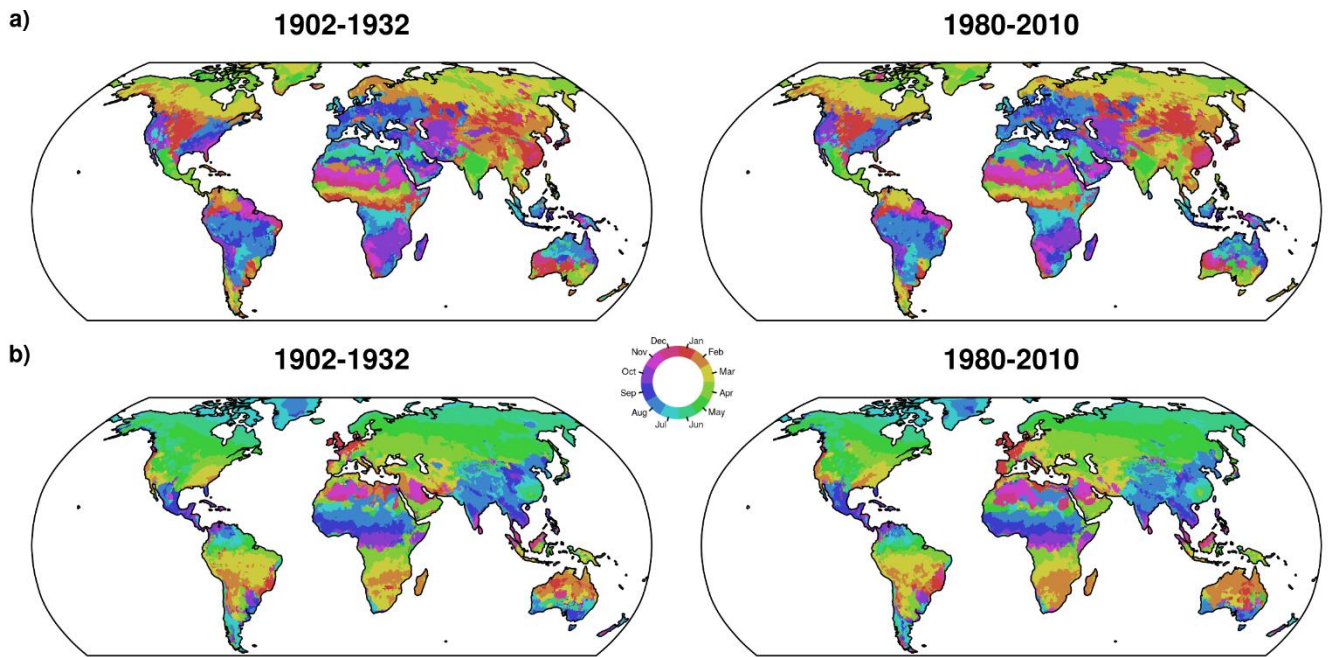 a)
1902-1932
1980-2010
b)
1902-1932
1980-2010
Dec
Jan
Nov
Feb
Oct
Mar
Sep
Apr
Aug
May
Jul
Jun